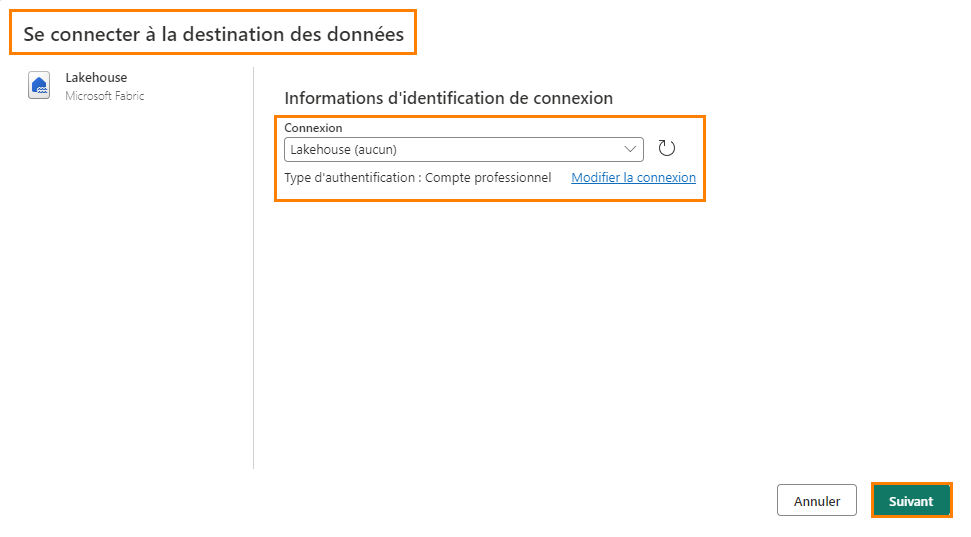 Se connecter à la destination des données
Lakehouse
Microsoft Fabric
Informations d'identification de connexion
Connexion
Lakehouse (aucun)
Type d'authentification : Compte professionnel Modifier la connexion
Annuler Suivant